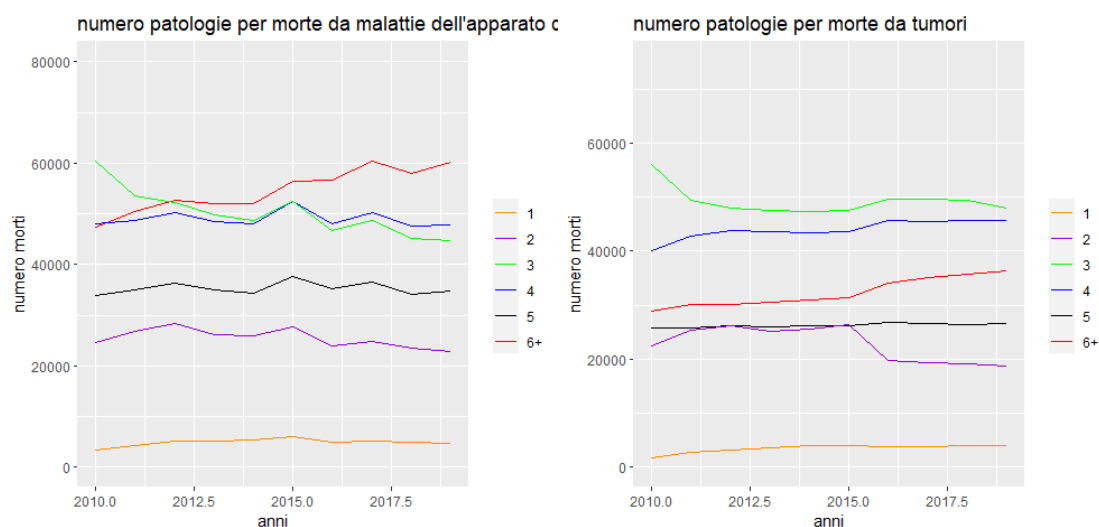 numero patologie per morte da malattie dell'apparato c
80000
60000
40000
20000
0
numero morti
2010.0 2012.5 2015.0 2017.5
anni
1
2
3
4
5
6+
numero patologie per morte da tumori
60000
40000
20000
0
numero morti
2010.0 2012.5 2015.0 2017.5
anni
1
2
3
4
5
6+